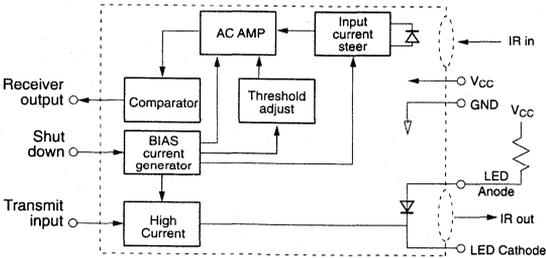 Input
current
steer
AC AMP
IR in
Receiver
output
Comparator
Threshold
adjust
VCC
GND
VCC
Shut
down
BIAS
current
generator
LED
Anode
Transmit
input
High
Current
IR out
LED Cathode